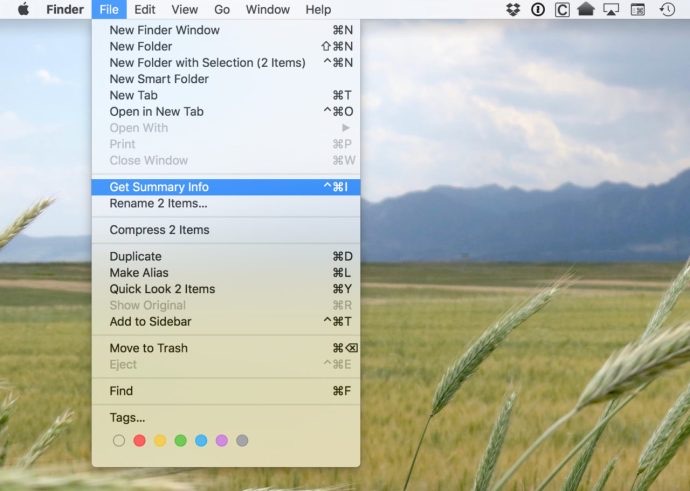 Finder File Edit View Go Window Help
New Finder Window ⌘N
New Folder ⇧⌘N
New Folder with Selection (2 Items) ^⌘N
New Smart Folder
New Tab ⌘T
Open in New Tab ^⌘O
Open With ▶
Print ⌘P
Close Window ⌘W
Get Summary Info ^⌘I
Rename 2 Items...
Compress 2 Items
Duplicate ⌘D
Make Alias ⌘L
Quick Look 2 Items ⌘Y
Show Original ⌘R
Add to Sidebar ^⌘T
Move to Trash ⌘⌫
Eject ^⌘E
Find ⌘F
Tags...